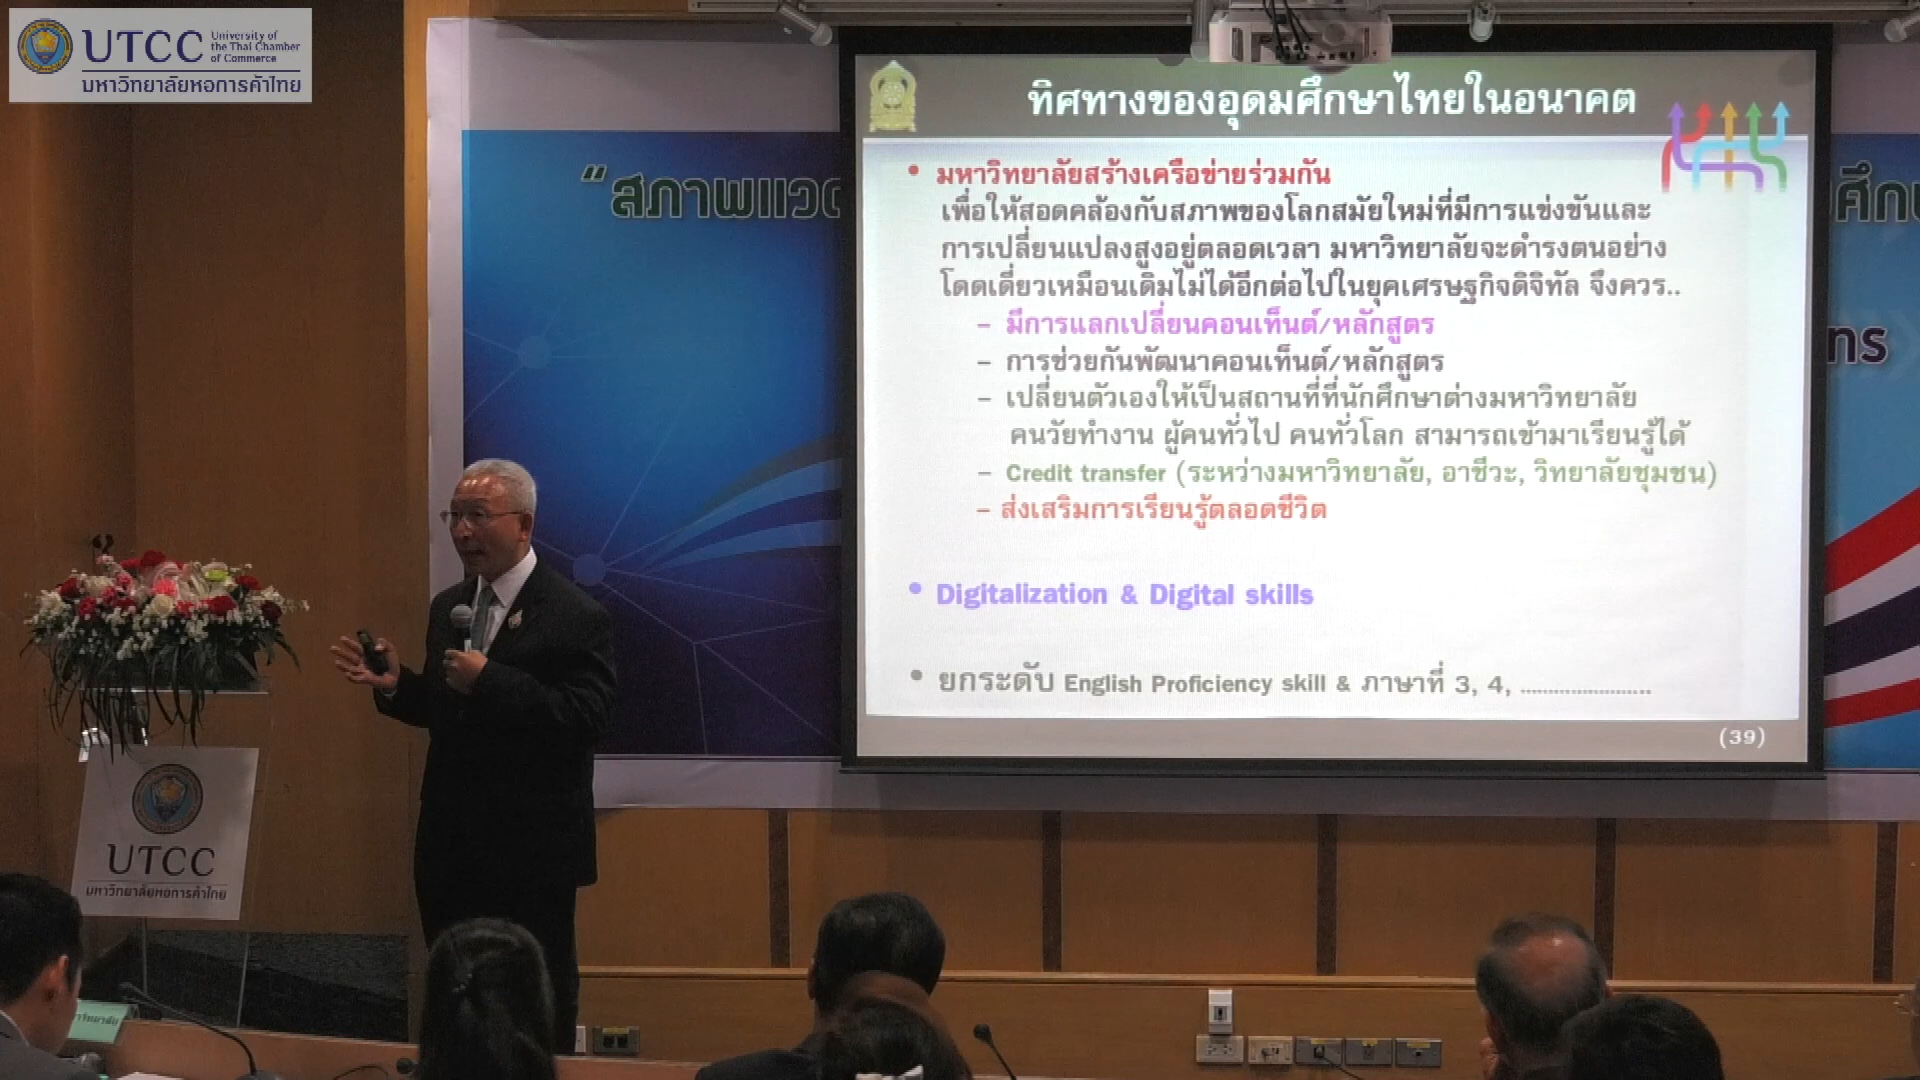 UTCC
University of
the Thai Chamber
of Commerce
มหาวิทยาลัยหอการค้าไทย
ทิศทางของอุดมศึกษาไทยในอนาคต
• มหาวิทยาลัยสร้างเครือข่ายร่วมกัน
เพื่อให้สอดคล้องกับสภาพของโลกสมัยใหม่ที่มีการแข่งขันและ
การเปลี่ยนแปลงสูงอยู่ตลอดเวลา มหาวิทยาลัยจะดำรงตนอย่าง
โดดเดี่ยวเหมือนเดิมไม่ได้อีกต่อไปในยุคเศรษฐกิจดิจิทัล จึงควร..
– มีการแลกเปลี่ยนคอนเท็นต์/หลักสูตร
– การช่วยกันพัฒนาคอนเท็นต์/หลักสูตร
– เปลี่ยนตัวเองให้เป็นสถานที่ที่นักศึกษาต่างมหาวิทยาลัย
คนวัยทำงาน ผู้คนทั่วไป คนทั่วโลก สามารถเข้ามาเรียนรู้ได้
– Credit transfer (ระหว่างมหาวิทยาลัย, อาชีวะ, วิทยาลัยชุมชน)
– ส่งเสริมการเรียนรู้ตลอดชีวิต
• Digitalization & Digital skills
• ยกระดับ English Proficiency skill & ภาษาที่ 3, 4, ......................
(39)
“สภาพแวด
ศึก
กร
UTCC
มหาวิทยาลัยหอการค้าไทย